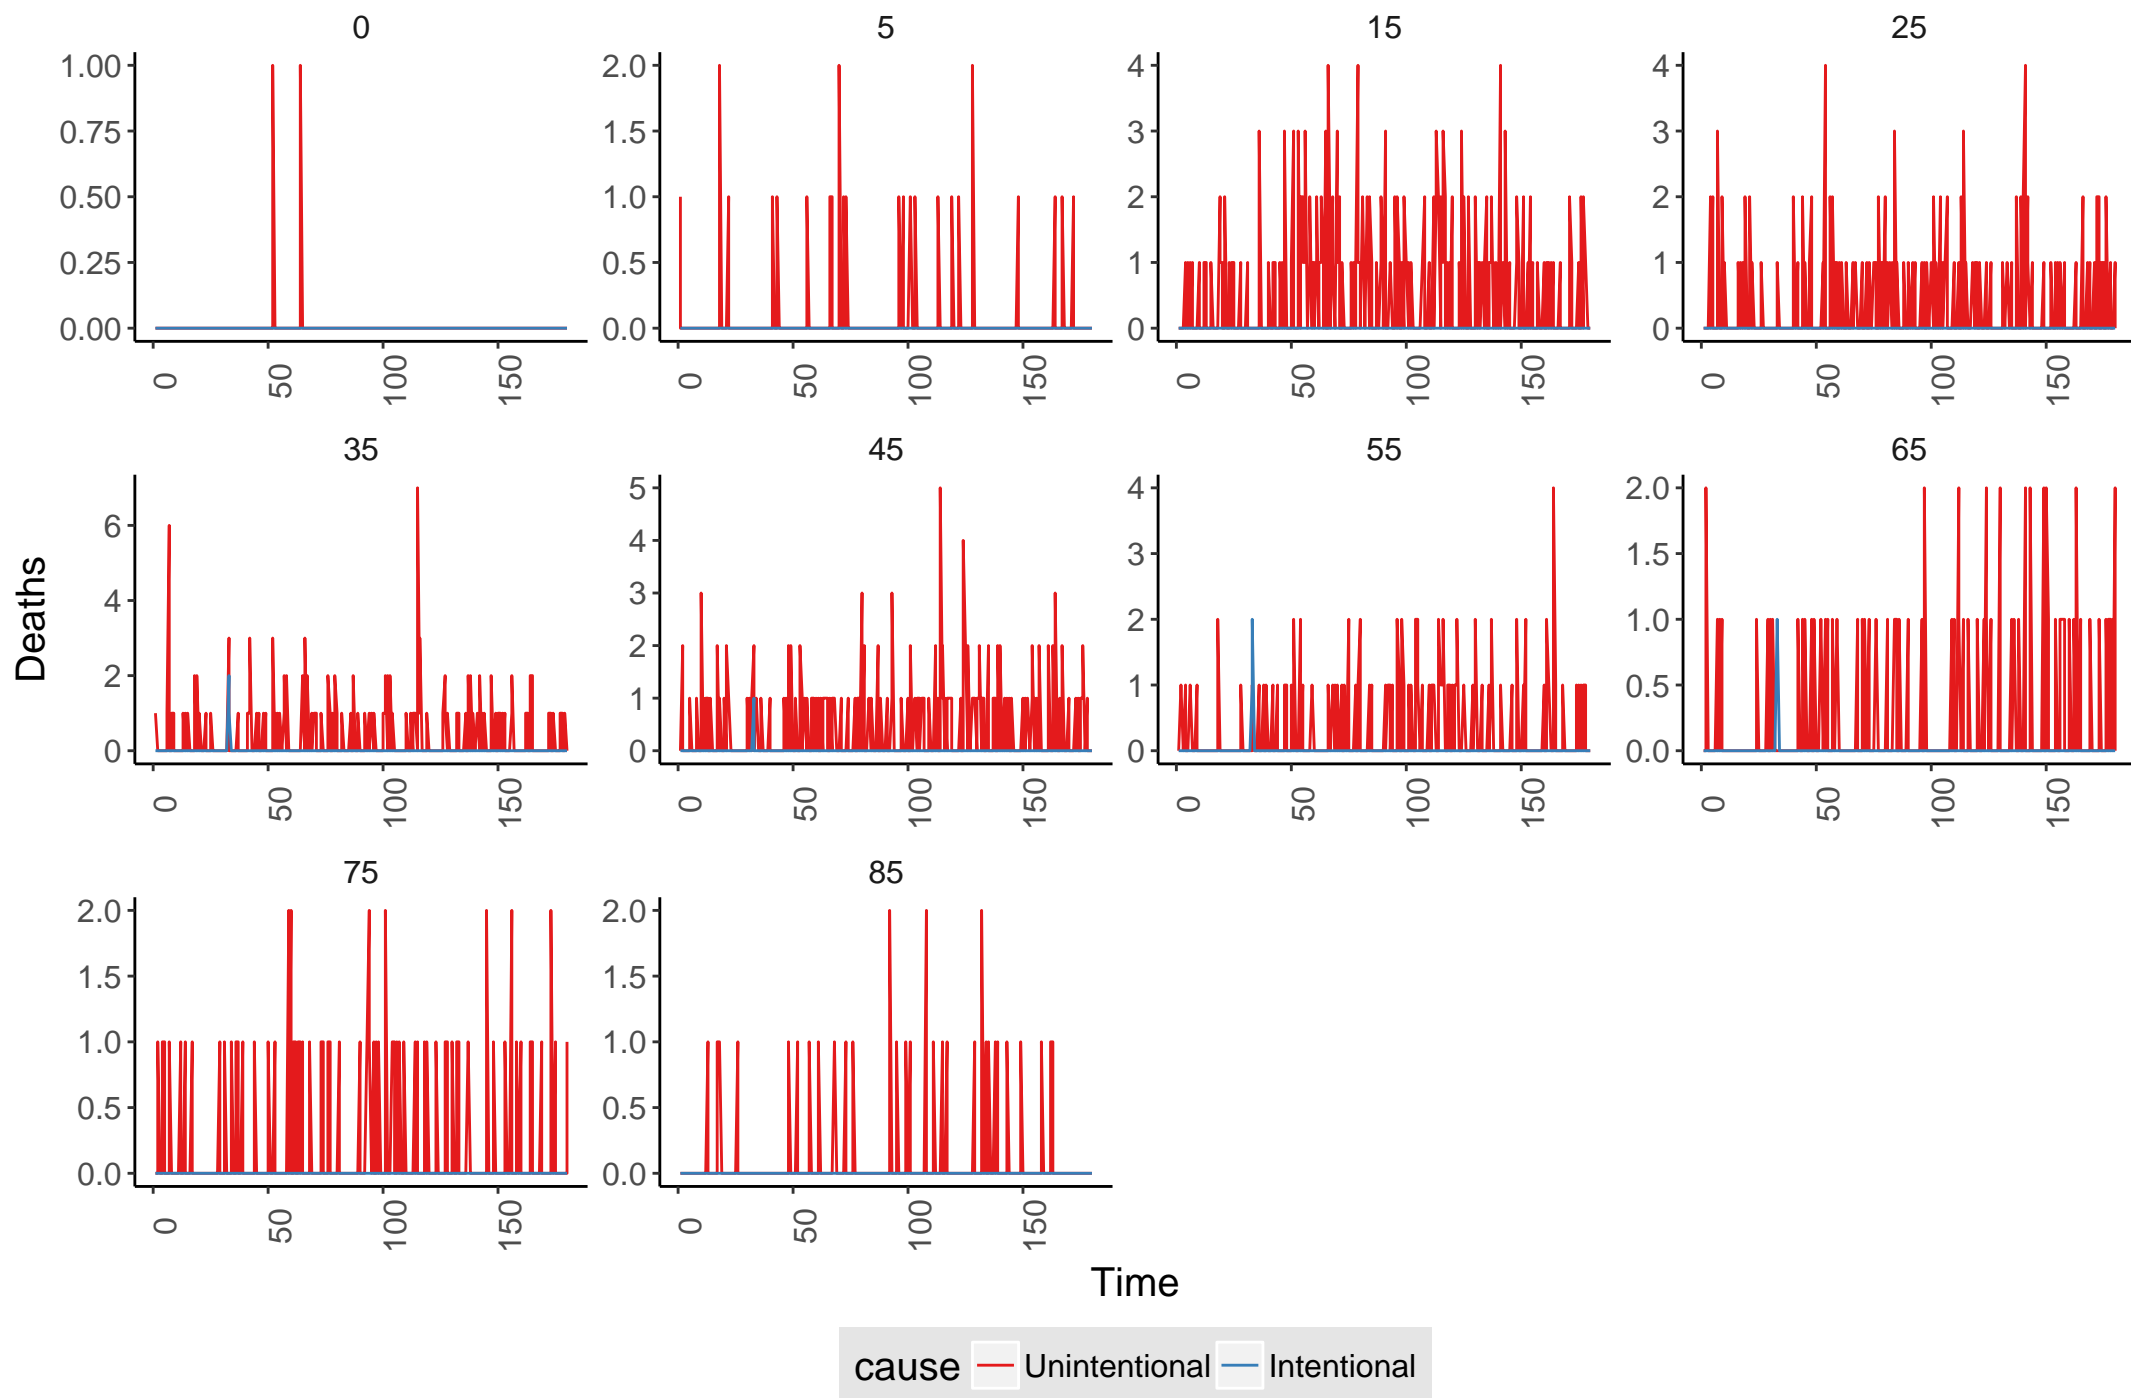 0 5 15 25
1.00 2.0 4 4
0.75 1.5 3 3
0.50 1.0 2 2
0.25 0.5 1 1
0.00 0.0 0 0
0 50 100 150 0 50 100 150 0 50 100 150 0 50 100 150
35 45 55 65
6 5 4 2.0
4 4 3 1.5
2 3 2 1.0
0 2 1 0.5
1 0 0.0
0
0 50 100 150 0 50 100 150 0 50 100 150 0 50 100 150
Deaths
75 85
2.0 2.0
1.5 1.5
1.0 1.0
0.5 0.5
0.0 0.0
0 50 100 150 0 50 100 150
Time
cause Unintentional Intentional